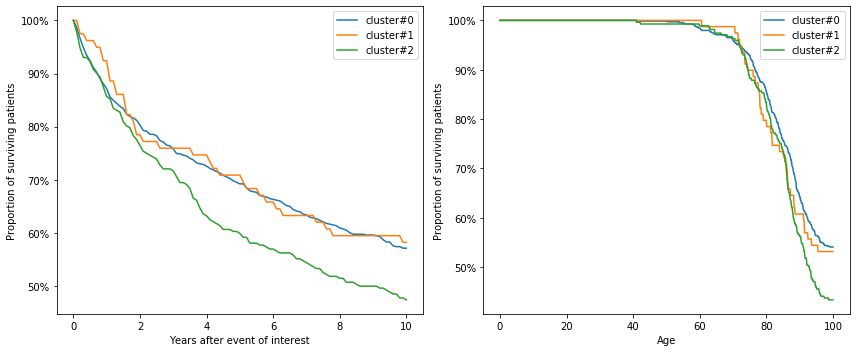 Proportion of surviving patients
100%
90%
80%
70%
60%
50%
0
2
4
6
8
10
Years after event of interest
cluster#0
cluster#1
cluster#2
Proportion of surviving patients
100%
90%
80%
70%
60%
50%
0
20
40
60
80
100
Age
cluster#0
cluster#1
cluster#2